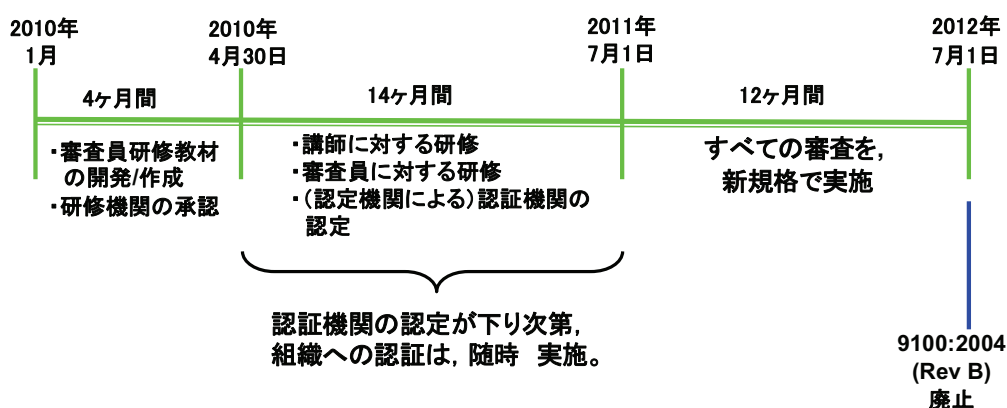 2010年
1月
2010年
4月30日
2011年
7月1日
2012年
7月1日
4ヶ月間
14ヶ月間
12ヶ月間
・審査員研修教材
の開発/作成
・研修機関の承認
・講師に対する研修
・審査員に対する研修
・(認定機関による)認証機関の
認定
すべての審査を,
新規格で実施
認証機関の認定が下り次第,
組織への認証は, 随時 実施。
9100:2004
(Rev B)
廃止